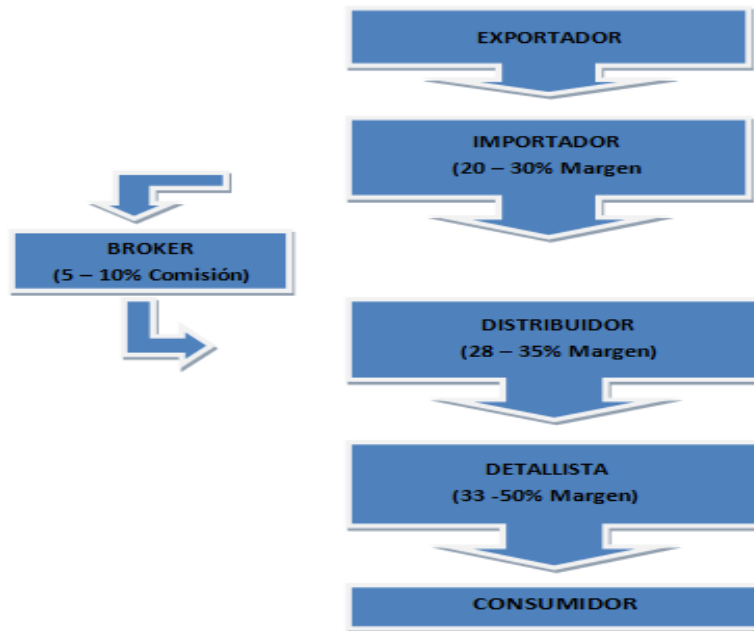 EXPORTADOR
IMPORTADOR
(20 – 30% Margen
BROKER
(5 – 10% Comisión)
DISTRIBUIDOR
(28 – 35% Margen)
DETALLISTA
(33 -50% Margen)
CONSUMIDOR